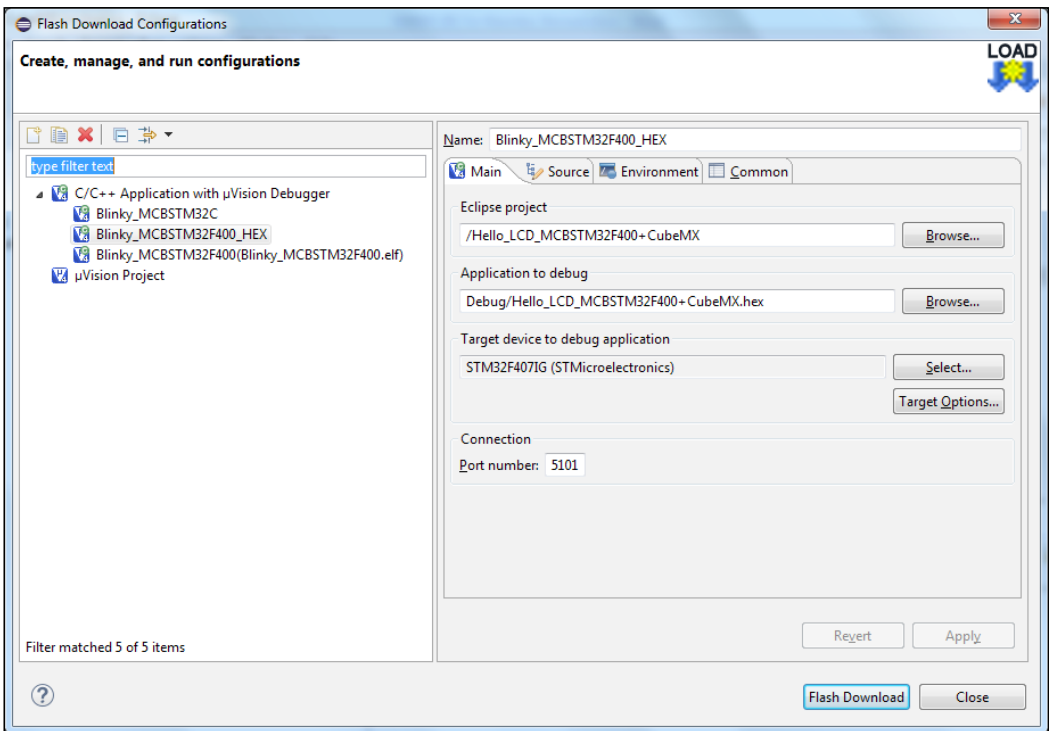 Flash Download Configurations
Create, manage, and run configurations
LOAD
type filter text
C/C++ Application with µVision Debugger
Blinky_MCBSTM32C
Blinky_MCBSTM32F400_HEX
Blinky_MCBSTM32F400(Blinky_MCBSTM32F400.elf)
µVision Project
Filter matched 5 of 5 items
Name: Blinky_MCBSTM32F400_HEX
Main Source Environment Common
Eclipse project
/Hello_LCD_MCBSTM32F400+CubeMX Browse...
Application to debug
Debug/Hello_LCD_MCBSTM32F400+CubeMX.hex Browse...
Target device to debug application
STM32F407IG (STMicroelectronics) Select...
Target Options...
Connection
Port number: 5101
Revert Apply
? Flash Download Close